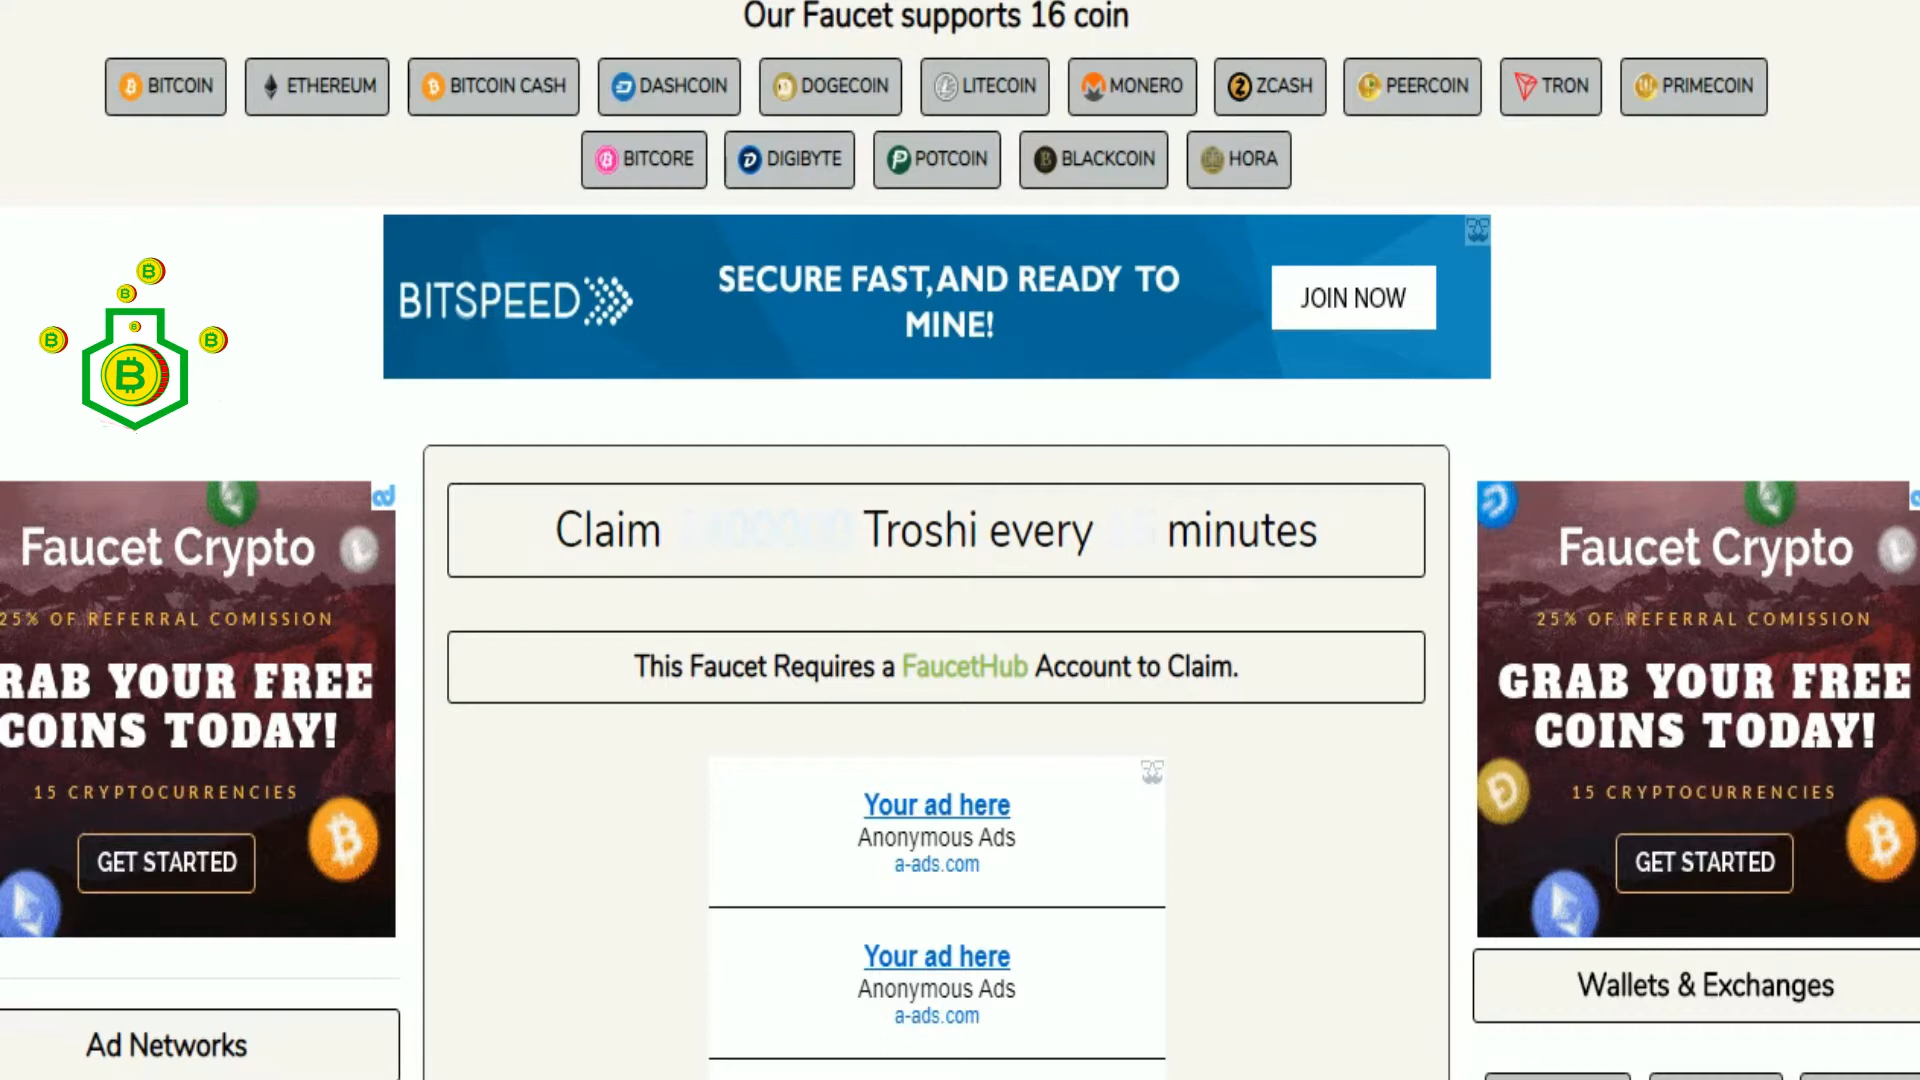 Our Faucet supports 16 coin
BITCOIN ETHEREUM BITCOIN CASH DASHCOIN DOGECOIN LITECOIN MONERO ZCASH PEERCOIN TRON PRIMECOIN
BITCORE DIGIBYTE POTCOIN BLACKCOIN HORA
BITSPEED
SECURE FAST,AND READY TO
MINE!
JOIN NOW
Faucet Crypto
25% OF REFERRAL COMISSION
RAB YOUR FREE
COINS TODAY!
15 CRYPTOCURRENCIES
GET STARTED
Ad Networks
Claim Troshi every minutes
This Faucet Requires a FaucetHub Account to Claim.
Your ad here
Anonymous Ads
a-ads.com
Your ad here
Anonymous Ads
a-ads.com
Faucet Crypto
25% OF REFERRAL COMISSION
GRAB YOUR FREE
COINS TODAY!
15 CRYPTOCURRENCIES
GET STARTED
Wallets & Exchanges